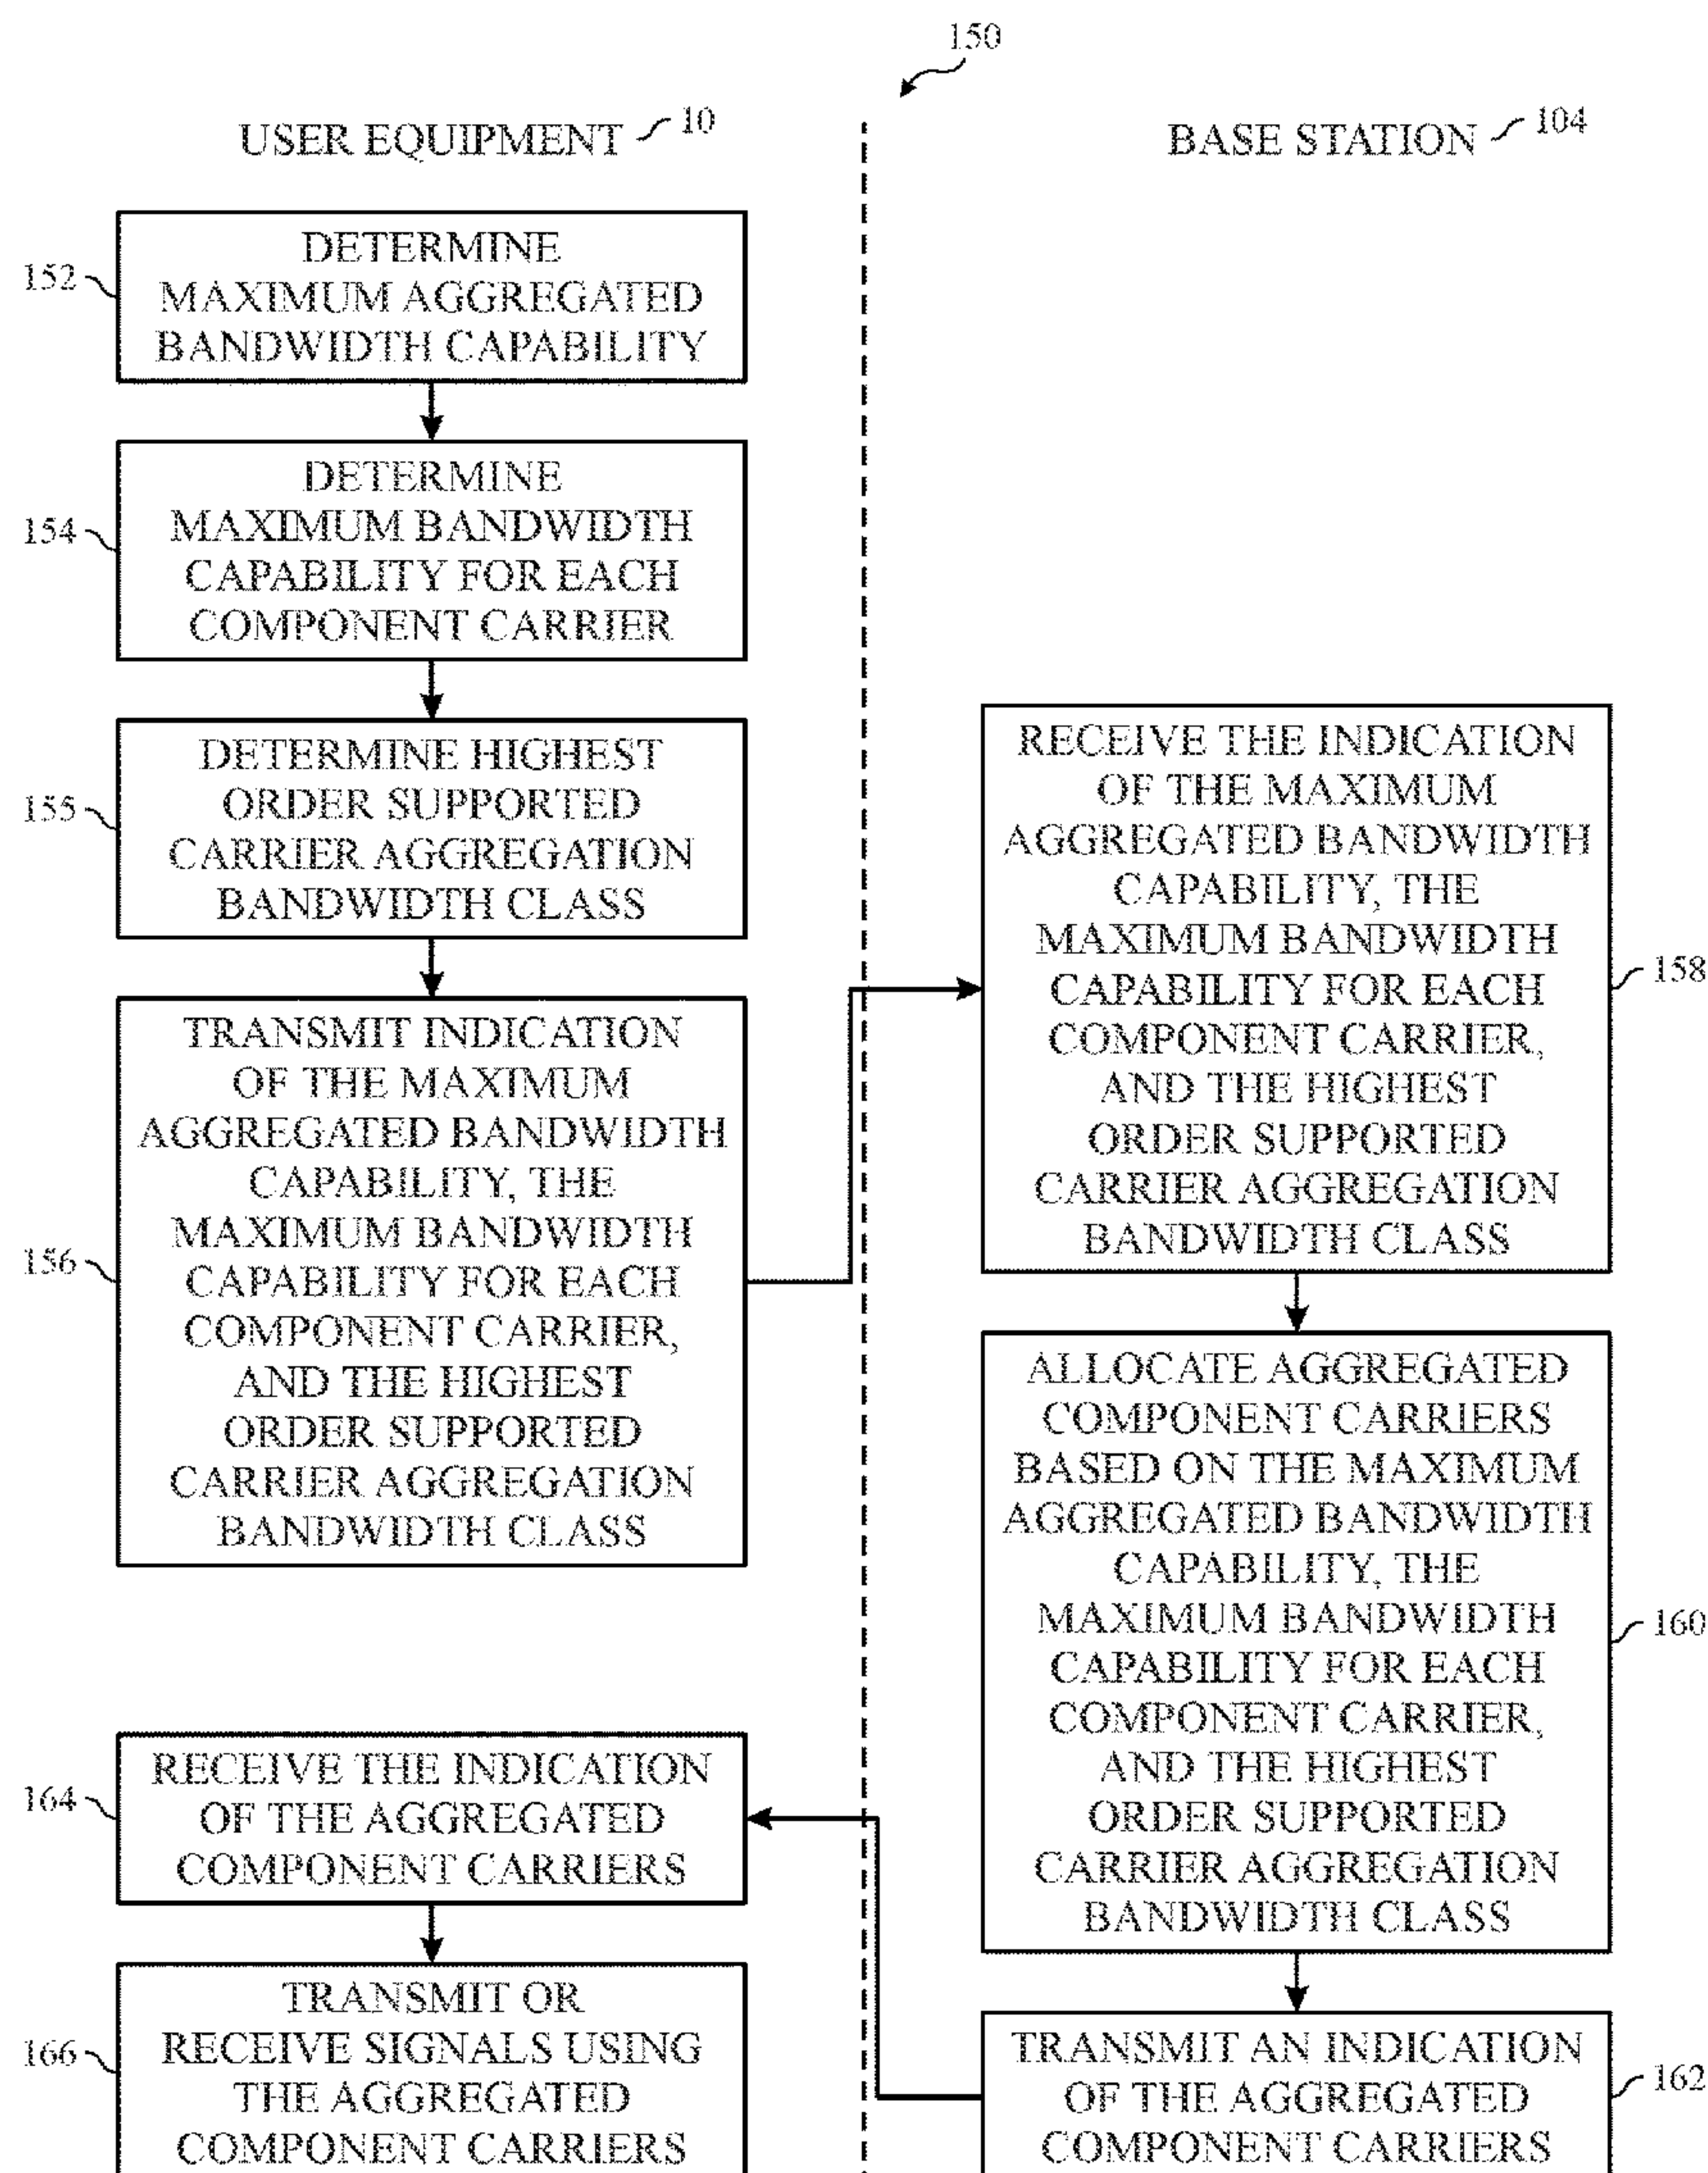 150
USER EQUIPMENT 10
BASE STATION 104
152
DETERMINE
MAXIMUM AGGREGATED
BANDWIDTH CAPABILITY
154
DETERMINE
MAXIMUM BANDWIDTH
CAPABILITY FOR EACH
COMPONENT CARRIER
155
DETERMINE HIGHEST
ORDER SUPPORTED
CARRIER AGGREGATION
BANDWIDTH CLASS
156
TRANSMIT INDICATION
OF THE MAXIMUM
AGGREGATED BANDWIDTH
CAPABILITY, THE
MAXIMUM BANDWIDTH
CAPABILITY FOR EACH
COMPONENT CARRIER,
AND THE HIGHEST
ORDER SUPPORTED
CARRIER AGGREGATION
BANDWIDTH CLASS
RECEIVE THE INDICATION
OF THE MAXIMUM
AGGREGATED BANDWIDTH
CAPABILITY, THE
MAXIMUM BANDWIDTH
CAPABILITY FOR EACH
COMPONENT CARRIER,
AND THE HIGHEST
ORDER SUPPORTED
CARRIER AGGREGATION
BANDWIDTH CLASS
158
ALLOCATE AGGREGATED
COMPONENT CARRIERS
BASED ON THE MAXIMUM
AGGREGATED BANDWIDTH
CAPABILITY, THE
MAXIMUM BANDWIDTH
CAPABILITY FOR EACH
COMPONENT CARRIER,
AND THE HIGHEST
ORDER SUPPORTED
CARRIER AGGREGATION
BANDWIDTH CLASS
160
TRANSMIT AN INDICATION
OF THE AGGREGATED
COMPONENT CARRIERS
162
164
RECEIVE THE INDICATION
OF THE AGGREGATED
COMPONENT CARRIERS
166
TRANSMIT OR
RECEIVE SIGNALS USING
THE AGGREGATED
COMPONENT CARRIERS